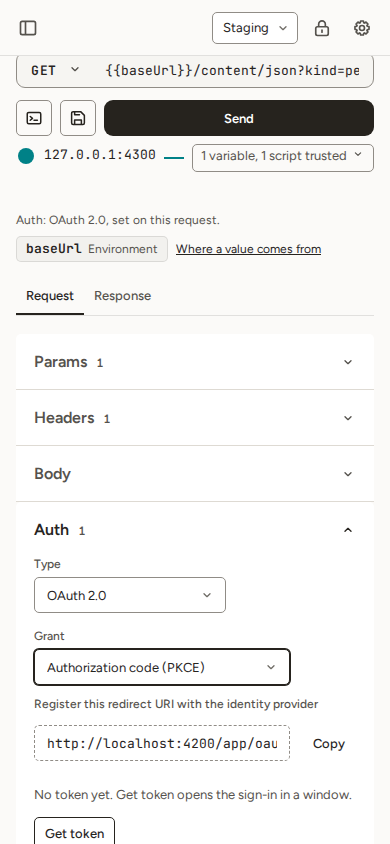 Staging
GET {{baseUrl}}/content/json?kind=pe
Send
127.0.0.1:4300 1 variable, 1 script trusted
Auth: OAuth 2.0, set on this request.
baseUrl Environment Where a value comes from
Request Response
Params 1
Headers 1
Body
Auth 1
Type
OAuth 2.0
Grant
Authorization code (PKCE)
Register this redirect URI with the identity provider
http://localhost:4200/app/oau Copy
No token yet. Get token opens the sign-in in a window.
Get token